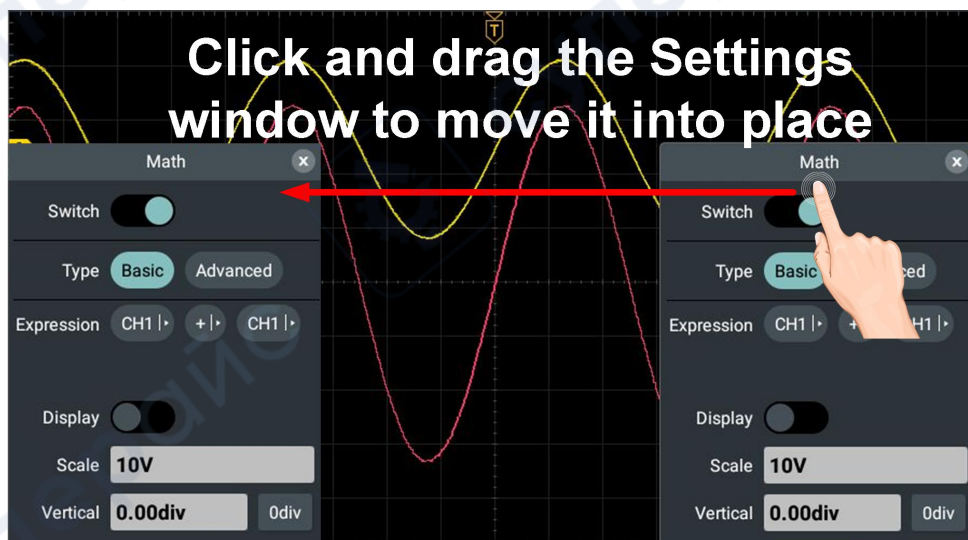 T
Click and drag the Settings
window to move it into place
Math x
Switch
Type Basic Advanced
Expression CH1 + CH1
Display
Scale 10V
Vertical 0.00div 0div
Math x
Switch
Type Basic
Expression CH1
Display
Scale 10V
Vertical 0.00div 0div